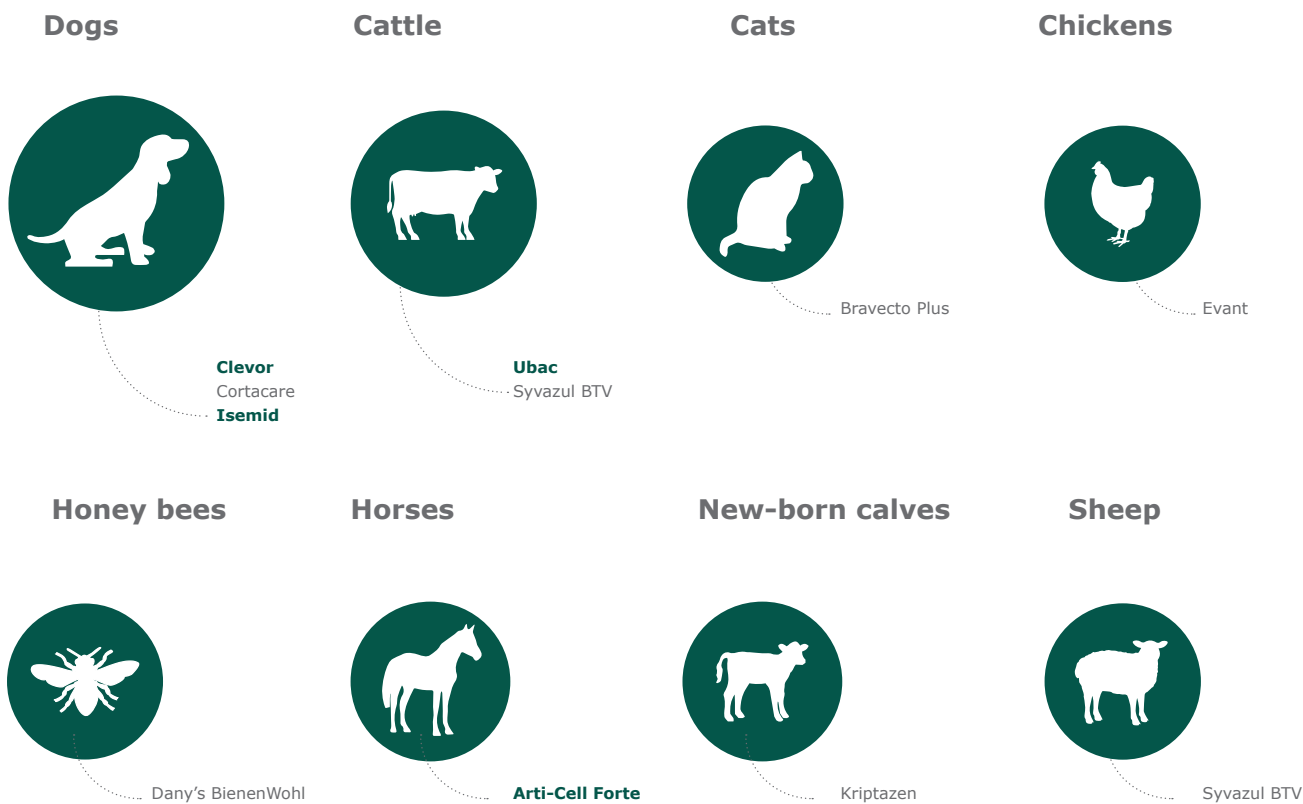 Dogs
Cattle
Cats
Chickens
Bravecto Plus
Evant
Clevor
Cortacare
Isemid
Ubac
Syvazul BTV
Honey bees
Horses
New-born calves
Sheep
Dany’s BienenWohl
Arti-Cell Forte
Kriptazen
Syvazul BTV